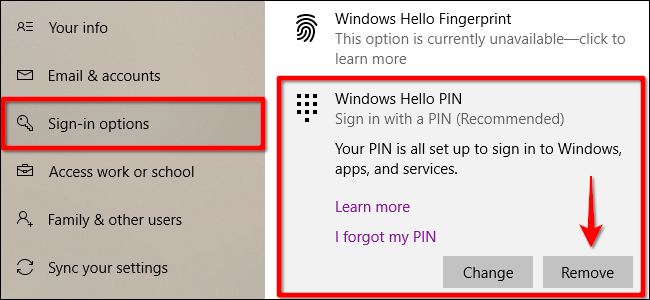 Your info
Email & accounts
Sign-in options
Access work or school
Family & other users
Sync your settings
Windows Hello Fingerprint
This option is currently unavailable—click to
learn more
Windows Hello PIN
Sign in with a PIN (Recommended)
Your PIN is all set up to sign in to Windows,
apps, and services.
Learn more
I forgot my PIN
Change
Remove